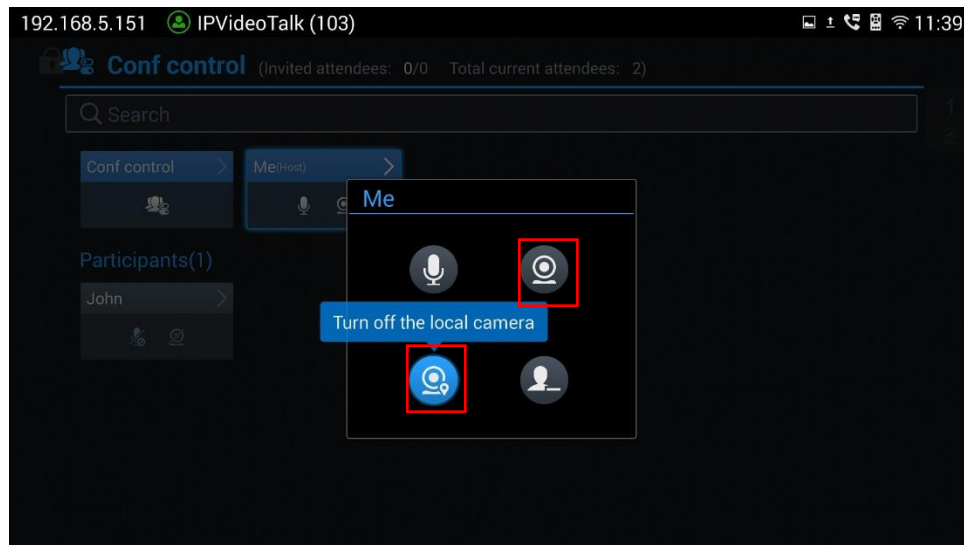 192.168.5.151 IPVideoTalk (103) 11:39
Conf control (Invited attendees: 0/0 Total current attendees: 2)
Search
1
Conf control
Me(Host)
Me
Participants(1)
John
Turn off the local camera